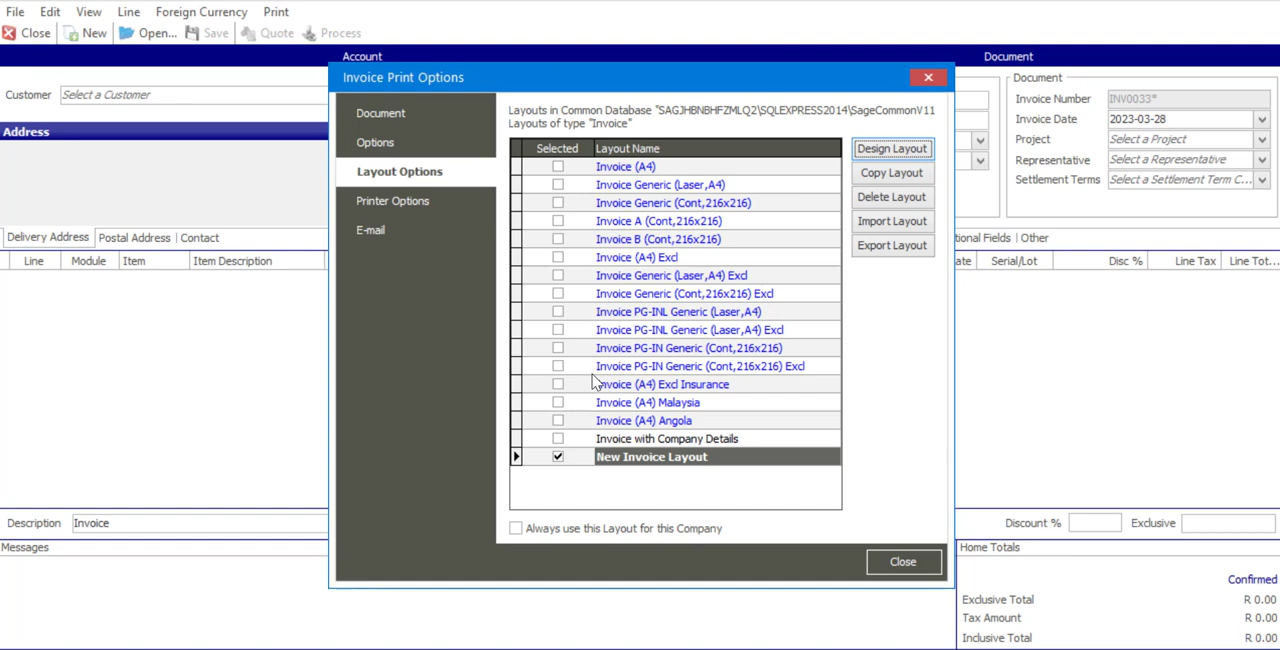 File Edit View Line Foreign Currency Print
Close New Open... Save Quote Process
Account Document
Invoice Print Options
Customer Select a Customer
Address
Document
Options
Layout Options
Printer Options
E-mail
Layouts in Common Database "SAGJHBNBHFZMLQ2\SQLEXPRESS2014\SageCommonV11
Layouts of type "Invoice"
Selected Layout Name
Invoice (A4)
Invoice Generic (Laser,A4)
Invoice Generic (Cont,216x216)
Invoice A (Cont,216x216)
Invoice B (Cont,216x216)
Invoice (A4) Excl
Invoice Generic (Laser,A4) Excl
Invoice Generic (Cont,216x216) Excl
Invoice PG-INL Generic (Laser,A4)
Invoice PG-INL Generic (Laser,A4) Excl
Invoice PG-IN Generic (Cont,216x216)
Invoice PG-IN Generic (Cont,216x216) Excl
Invoice (A4) Excl Insurance
Invoice (A4) Malaysia
Invoice (A4) Angola
Invoice with Company Details
New Invoice Layout
Always use this Layout for this Company
Design Layout
Copy Layout
Delete Layout
Import Layout
Export Layout
Close
Document
Invoice Number INV0033*
Invoice Date 2023-03-28
Project Select a Project
Representative Select a Representative
Settlement Terms Select a Settlement Term C...
Delivery Address Postal Address Contact
tional Fields Other
Line Module Item Item Description
ate Serial/Lot Disc % Line Tax Line Tot...
Description Invoice
Discount % Exclusive
Messages
Home Totals
Confirmed
Exclusive Total R 0.00
Tax Amount R 0.00
Inclusive Total R 0.00